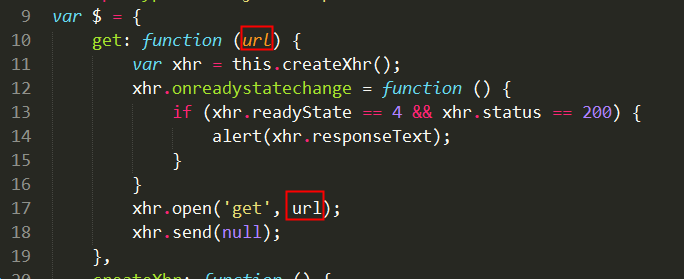 9 var $ = {
10 get: function (url) {
11 var xhr = this.createXhr();
12 xhr.onreadystatechange = function () {
13 if (xhr.readyState == 4 && xhr.status == 200) {
14 alert(xhr.responseText);
15 }
16 }
17 xhr.open('get', url);
18 xhr.send(null);
19 },
20 createXhr: function () {